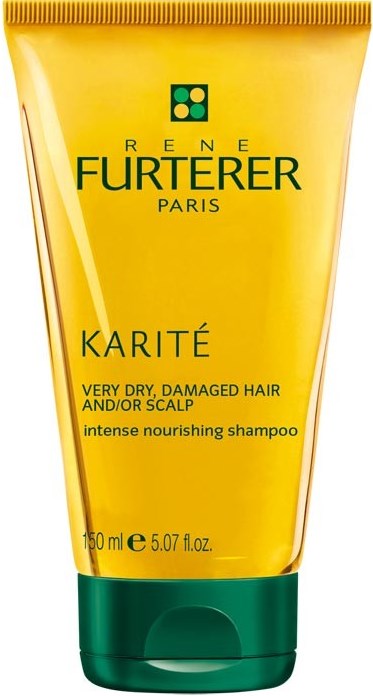 RENE
FURTERER
PARIS
KARITÉ
VERY DRY, DAMAGED HAIR
AND/OR SCALP
intense nourishing shampoo
150 ml e 5.07 fl.oz.